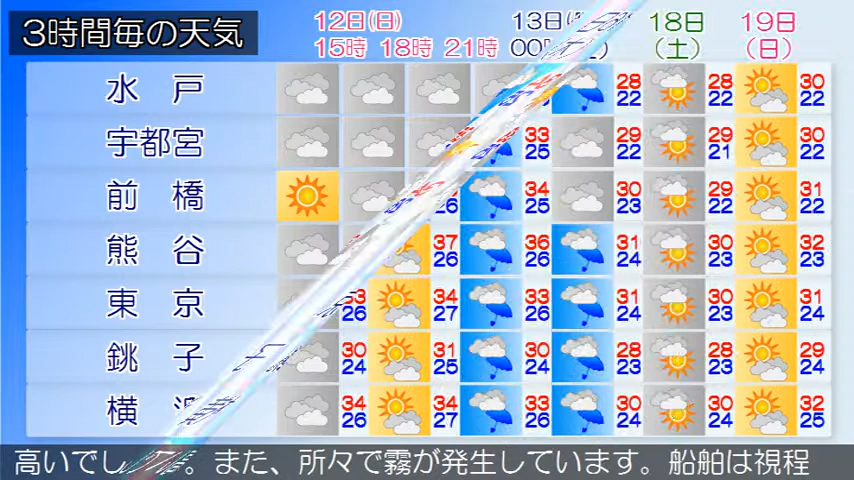 3時間毎の天気
12日(日) 13日( 18日 19日
15時 18時 21時 00 (土) (日)
水 戸 28 22 28 22 30 22
宇都宮 33 25 29 22 29 21 30 22
前 橋 26 34 25 30 23 29 22 31 22
熊 谷 37 26 36 26 31 24 30 23 32 23
東 京 33 26 34 27 33 26 31 24 30 23 31 24
銚 子 30 24 31 25 30 24 28 23 28 23 29 24
横 34 26 34 27 33 26 30 24 30 24 32 25
高いでし 。また、所々で霧が発生しています。船舶は視程